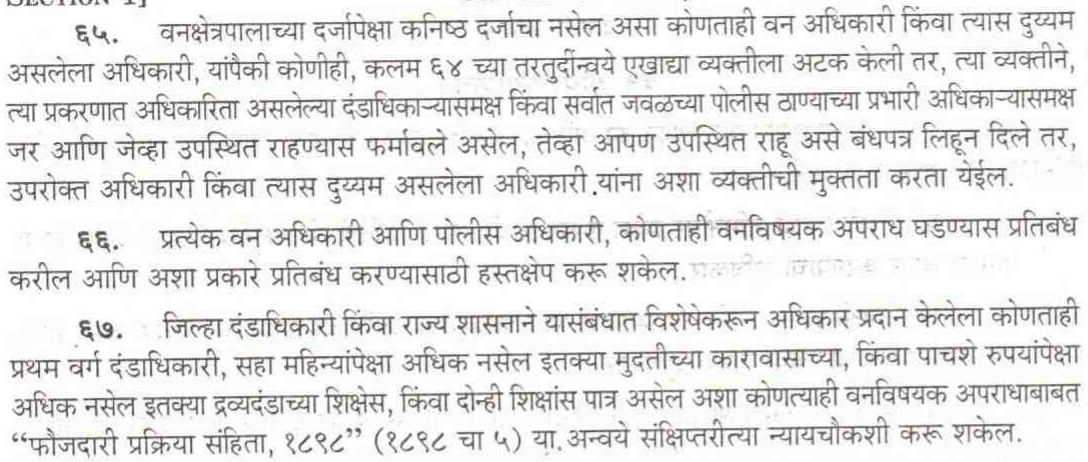 ६५. वनक्षेत्रपालाच्या दर्जापेक्षा कनिष्ठ दर्जाचा नसेल असा कोणताही वन अधिकारी किंवा त्यास दुय्यम
असलेला अधिकारी, यांपैकी कोणीही, कलम ६४ च्या तरतुदींन्वये एखाद्या व्यक्तीला अटक केली तर, त्या व्यक्तीने,
त्या प्रकरणात अधिकारिता असलेल्या दंडाधिकाऱ्यासमक्ष किंवा सर्वात जवळच्या पोलीस ठाण्याच्या प्रभारी अधिकाऱ्यासमक्ष
जर आणि जेव्हा उपस्थित राहण्यास फर्मावले असेल, तेव्हा आपण उपस्थित राहू असे बंधपत्र लिहून दिले तर,
उपरोक्त अधिकारी किंवा त्यास दुय्यम असलेला अधिकारी यांना अशा व्यक्तीची मुक्तता करता येईल.
६६. प्रत्येक वन अधिकारी आणि पोलीस अधिकारी, कोणताही वनविषयक अपराध घडण्यास प्रतिबंध
करील आणि अशा प्रकारे प्रतिबंध करण्यासाठी हस्तक्षेप करू शकेल.
६७. जिल्हा दंडाधिकारी किंवा राज्य शासनाने यासंबंधात विशेषेकरून अधिकार प्रदान केलेला कोणताही
प्रथम वर्ग दंडाधिकारी, सहा महिन्यांपेक्षा अधिक नसेल इतक्या मुदतीच्या कारावासाच्या, किंवा पाचशे रुपयांपेक्षा
अधिक नसेल इतक्या द्रव्यदंडाच्या शिक्षेस, किंवा दोन्ही शिक्षांस पात्र असेल अशा कोणत्याही वनविषयक अपराधाबाबत
“फौजदारी प्रक्रिया संहिता, १८९८” (१८९८ चा ५) या अन्वये संक्षिप्तरीत्या न्यायचौकशी करू शकेल.